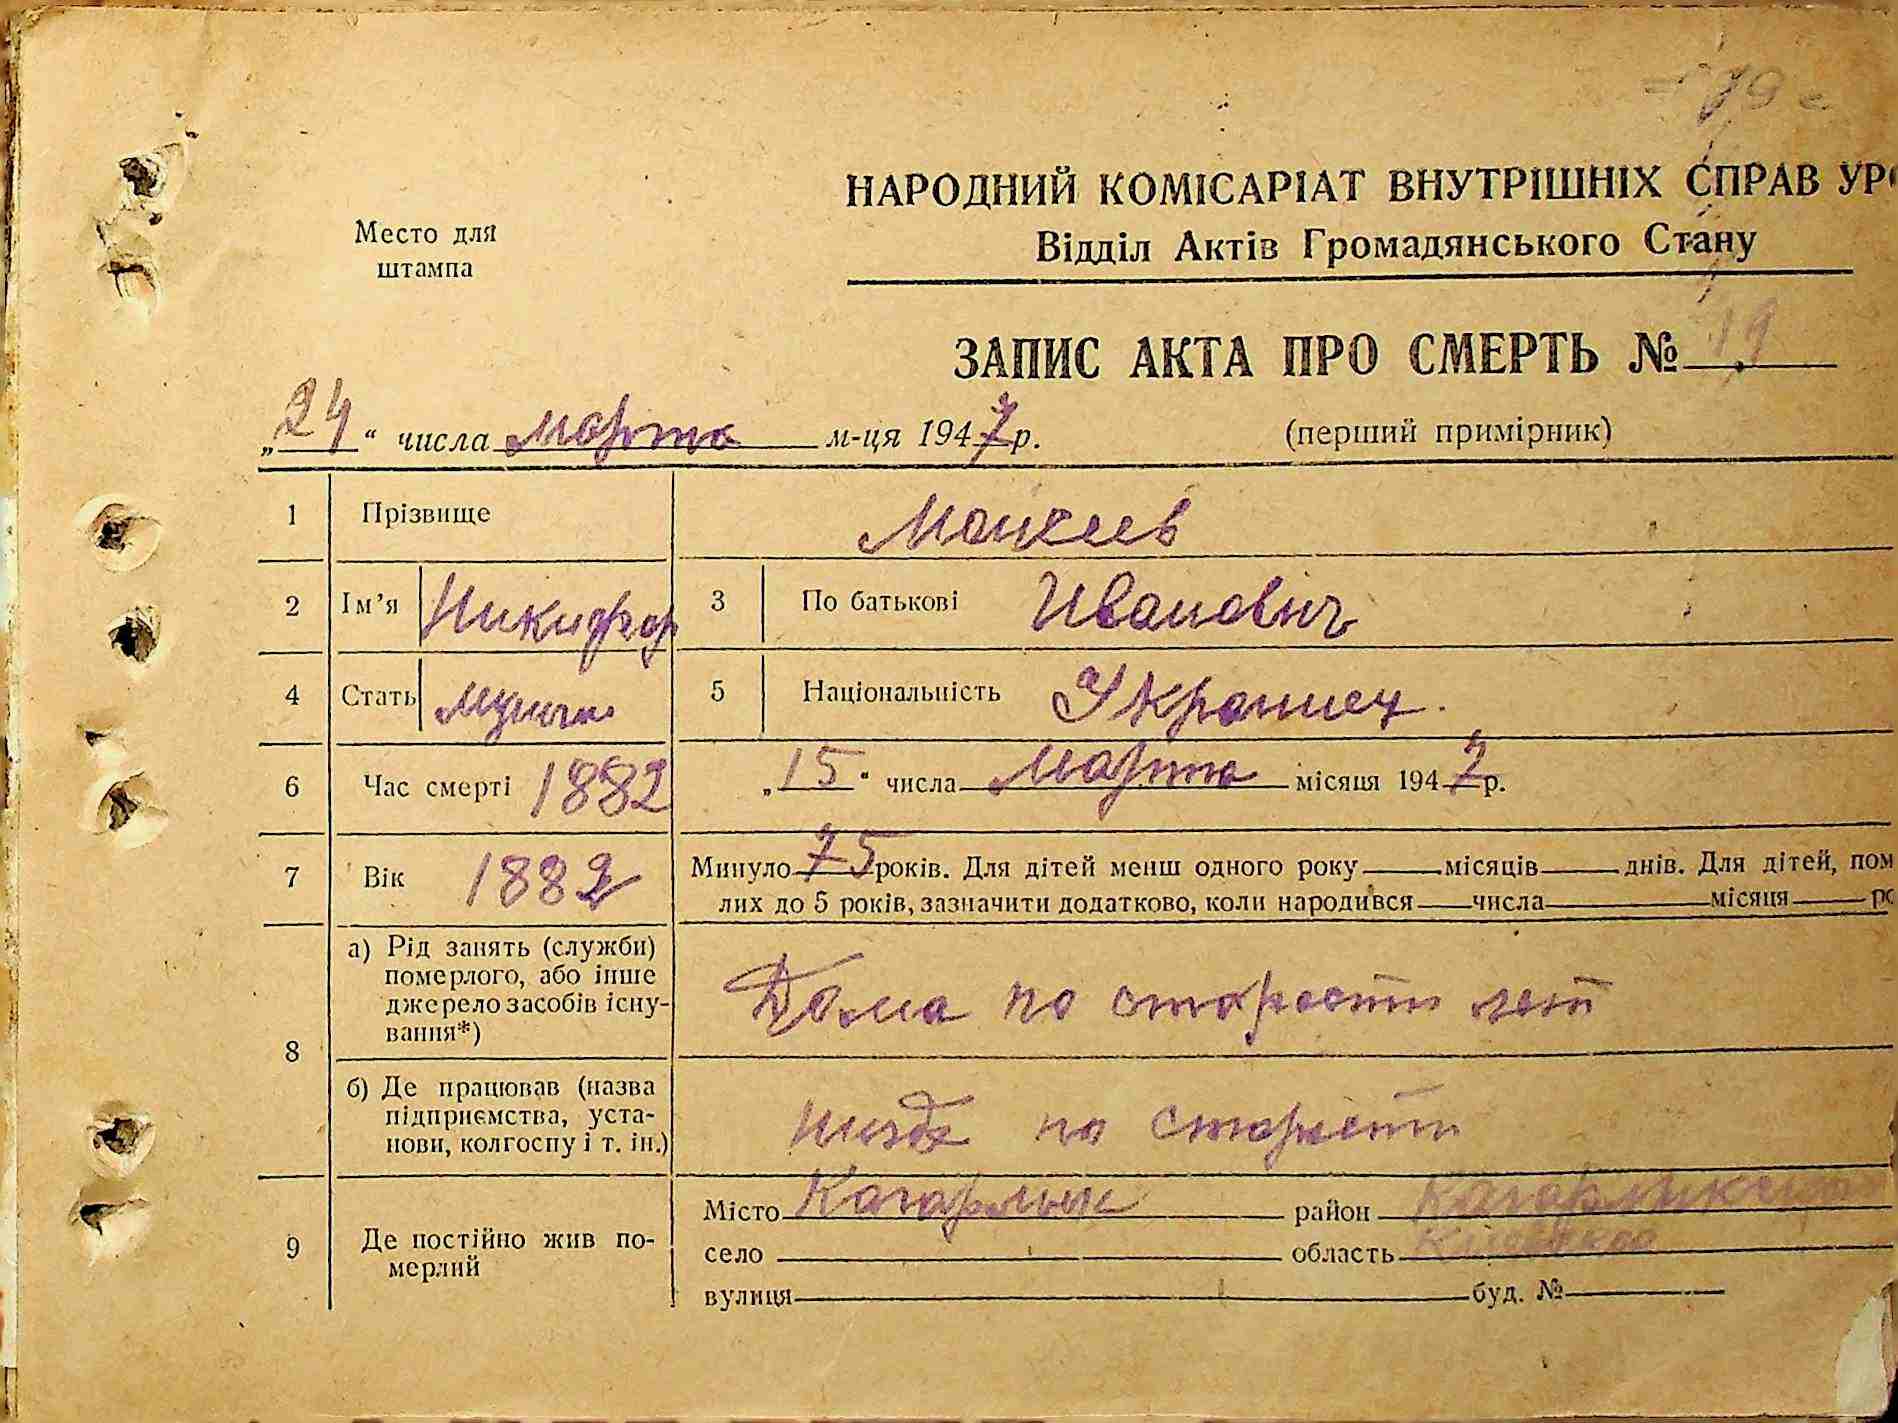 79
Место для
штампа
НАРОДНИЙ КОМІСАРІАТ ВНУТРІШНІХ СПРАВ УР
Відділ Актів Громадянського Стану
ЗАПИС АКТА ПРО СМЕРТЬ № 19
„24“ числа марта м-ця 1947 р.
(перший примірник)
1 Прізвище Моисеев
2 Ім’я Никифор 3 По батькові Иванович
4 Стать 5 Національність Украинец.
6 Час смерті 1882 „15“ числа Марта місяця 1947 р.
7 Вік 1882 Минуло 75 років. Для дітей менш одного року місяців днів. Для дітей, пом
лих до 5 років, зазначити додатково, коли народився числа місяця ро
8 а) Рід занять (служби)
померлого, або інше
джерело засобів існу-
вання*)
Дома по старости лет
б) Де працював (назва
підприємства, уста-
нови, колгоспу і т. ін.)
нигде по старости
9 Де постійно жив по-
мерлий
Місто Кагарлык район
село область Киевская
вулиця буд. №